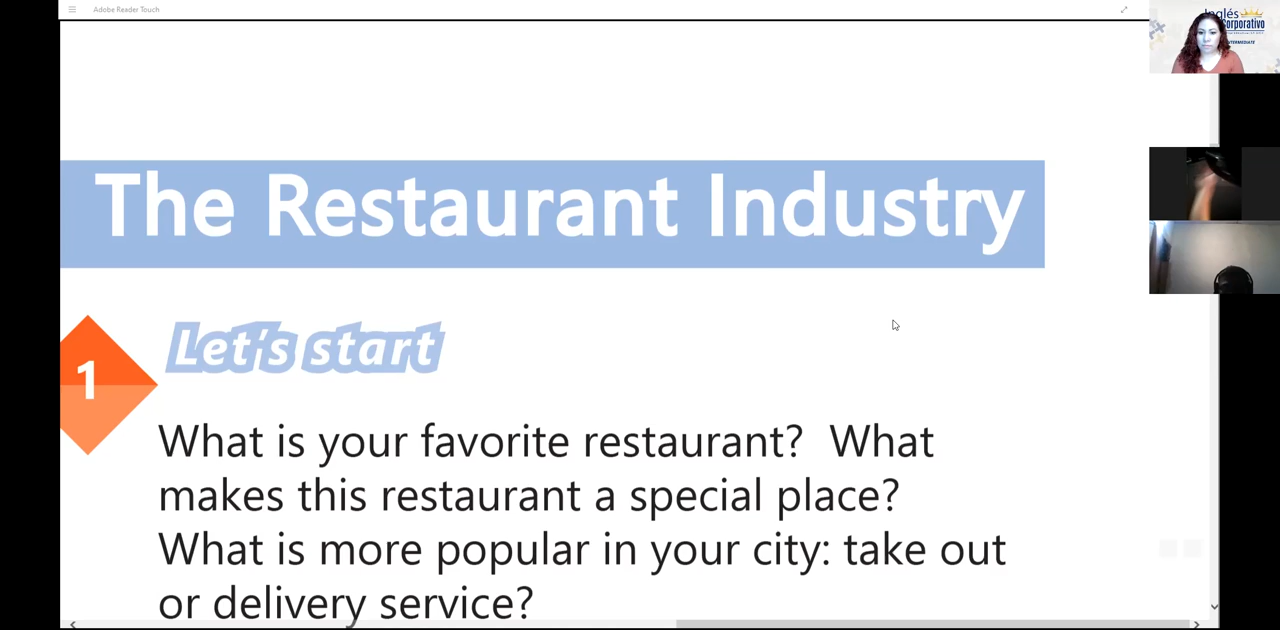 Adobe Reader Touch
Inglés
Corporativo
INTERMEDIATE
The Restaurant Industry
1
Let's start
What is your favorite restaurant? What
makes this restaurant a special place?
What is more popular in your city: take out
or delivery service?